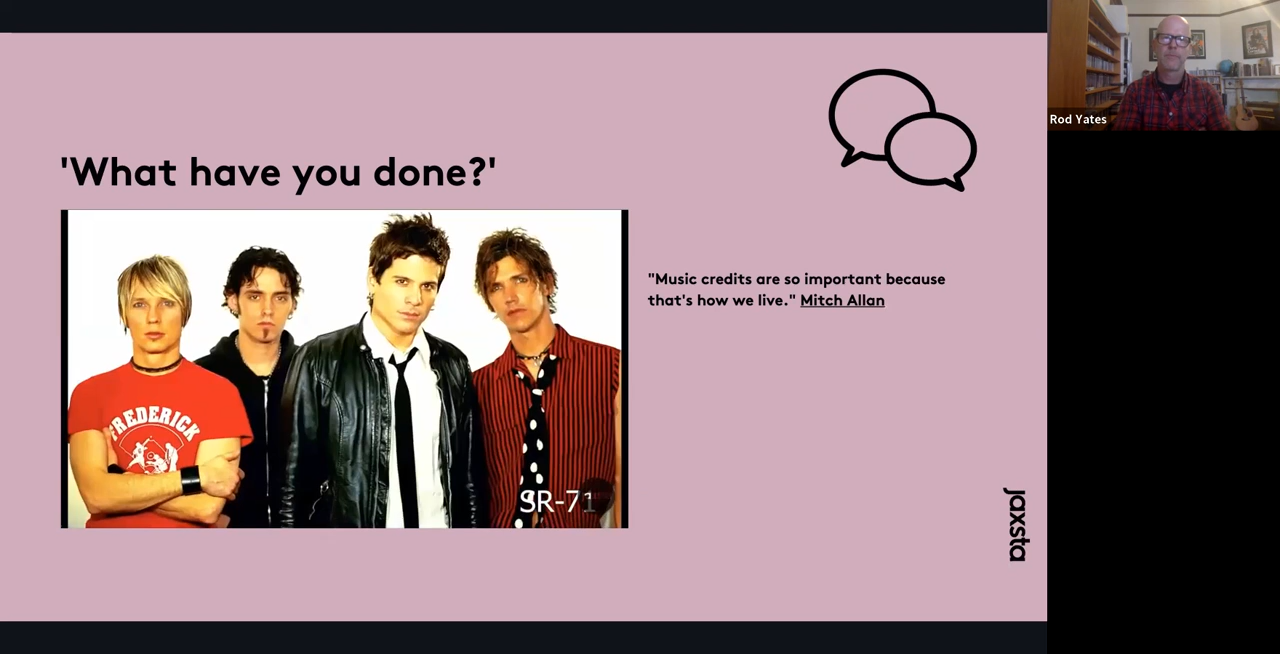 'What have you done?'
"Music credits are so important because
that's how we live." Mitch Allan
FREDERICK
SR-71
jaxsta
Rod Yates